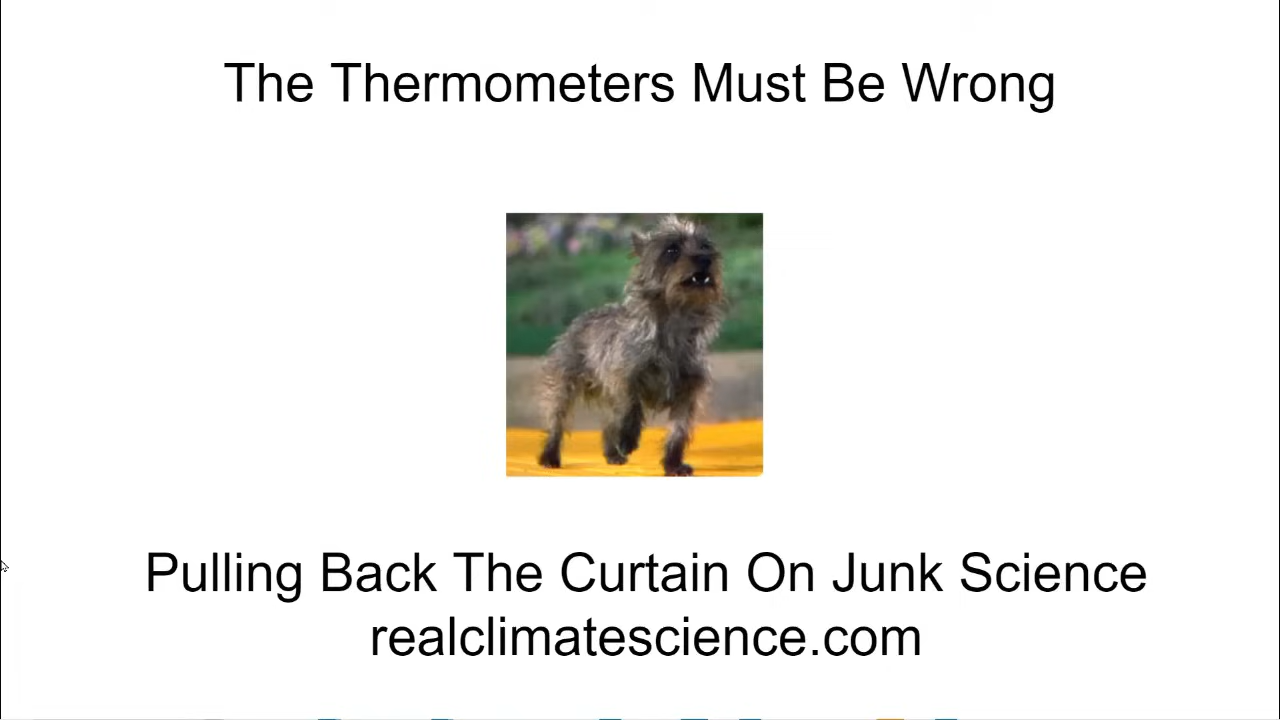 The Thermometers Must Be Wrong
Pulling Back The Curtain On Junk Science
realclimatescience.com